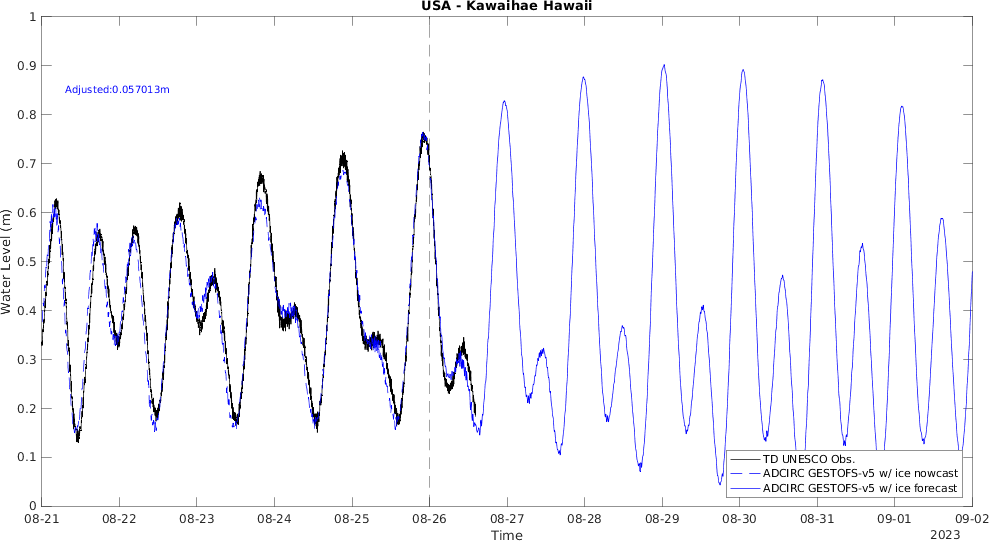 USA - Kawaihae Hawaii
1
0.9
Adjusted:0.057013m
0.8
0.7
0.6
0.5
0.4
0.3
0.2
0.1
0
Water Level (m)
TD UNESCO Obs.
ADCIRC GESTOFS-v5 w/ ice nowcast
ADCIRC GESTOFS-v5 w/ ice forecast
08-21 08-22 08-23 08-24 08-25 08-26 08-27 08-28 08-29 08-30 08-31 09-01 09-02
Time
2023